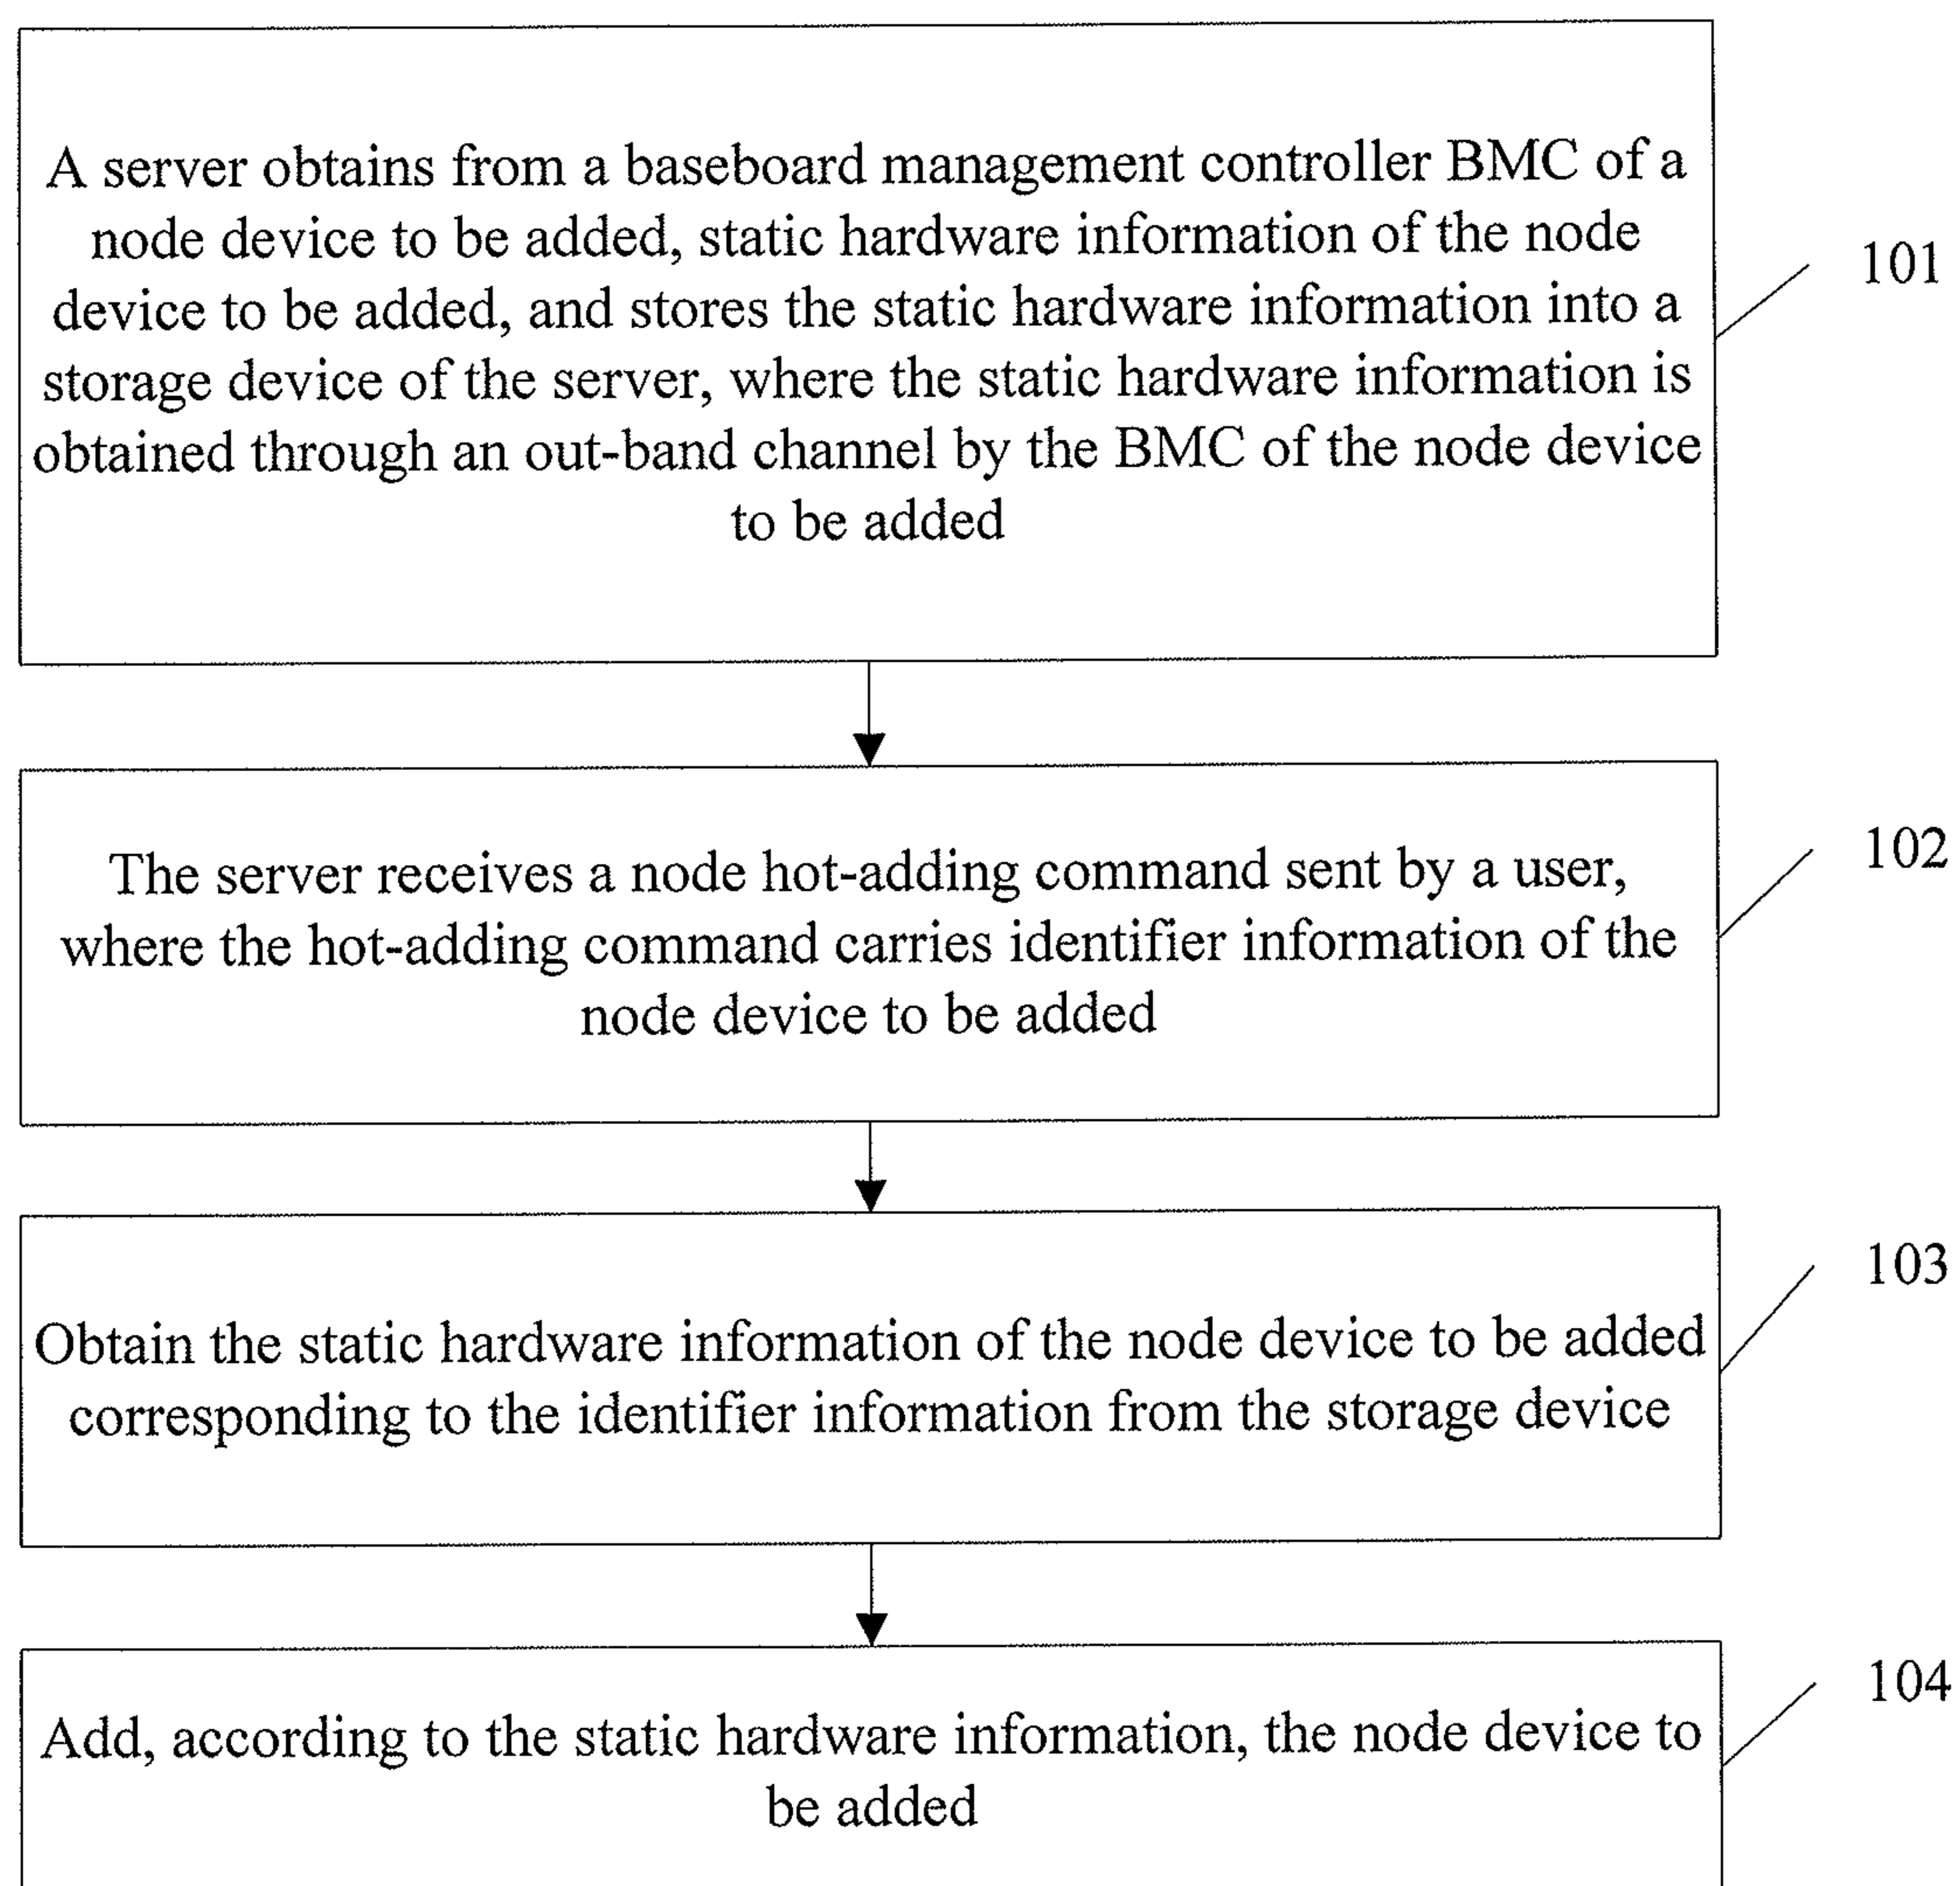 A server obtains from a baseboard management controller BMC of a
node device to be added, static hardware information of the node
device to be added, and stores the static hardware information into a
storage device of the server, where the static hardware information is
obtained through an out-band channel by the BMC of the node device
to be added
101
The server receives a node hot-adding command sent by a user,
where the hot-adding command carries identifier information of the
node device to be added
102
Obtain the static hardware information of the node device to be added
corresponding to the identifier information from the storage device
103
Add, according to the static hardware information, the node device to
be added
104